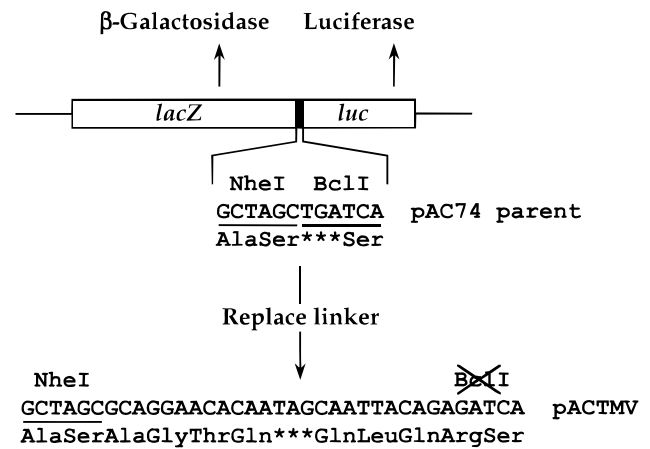 β-Galactosidase Luciferase
lacZ luc
NheI BclI
GCTAGCTGATCA pAC74 parent
AlaSer***Ser
Replace linker
NheI BclI
GCTAGCGCAGGAACACAATAGCAATTACAGAGATCA pACTMV
AlaSerAlaGlyThrGln***GlnLeuGlnArgSer